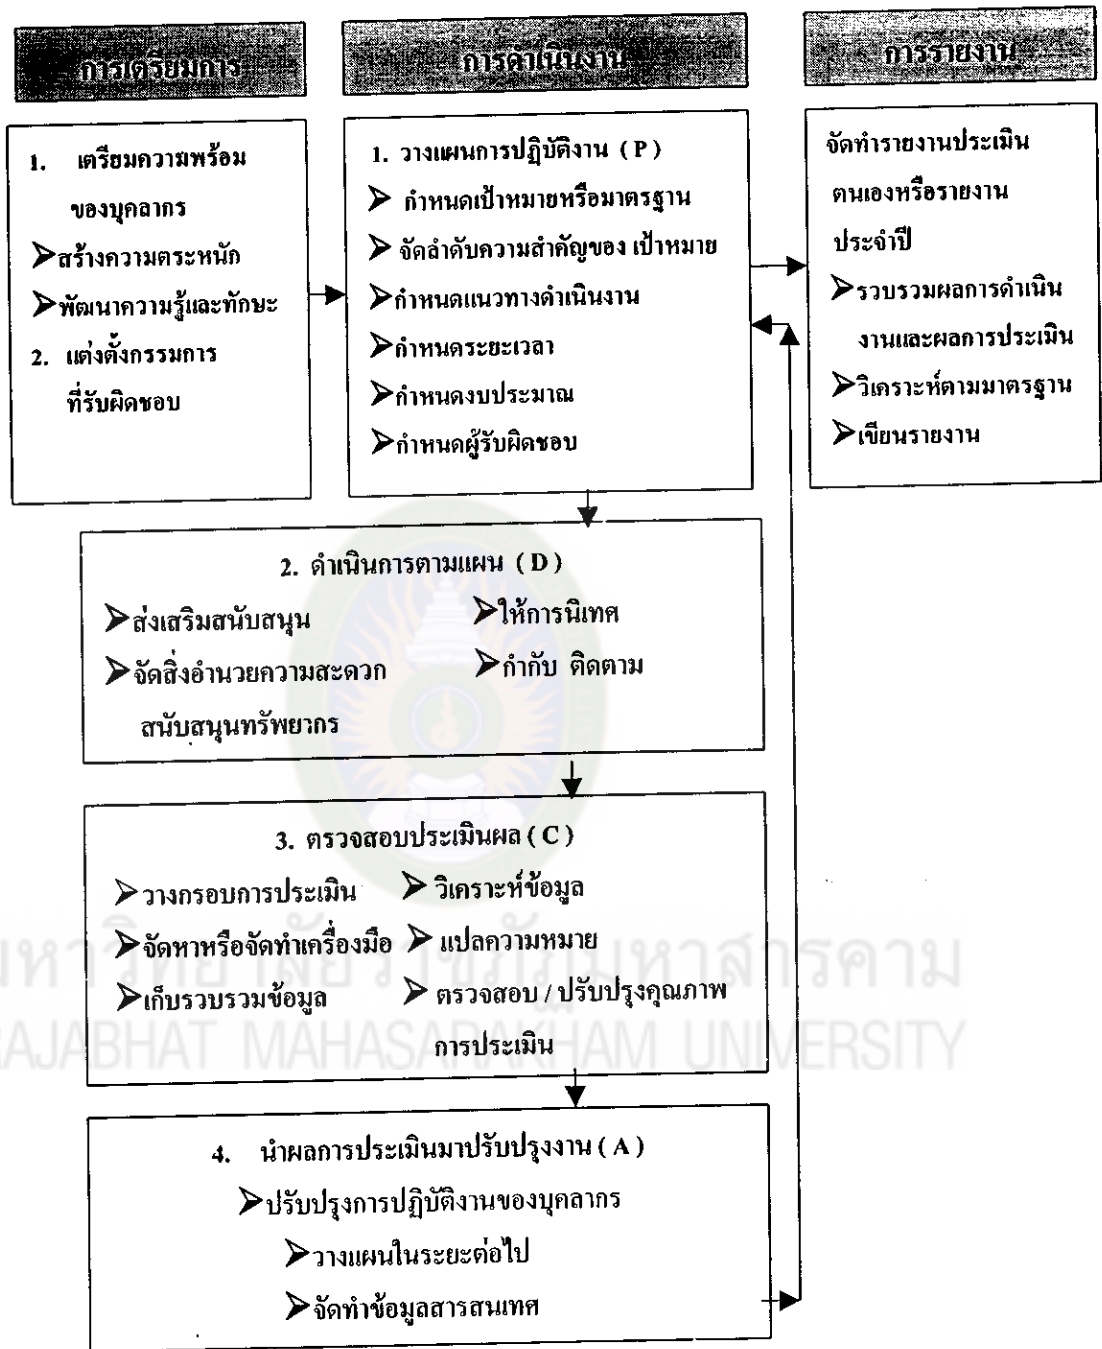 การเตรียมการ
การดำเนินงาน
การรายงาน
1. เตรียมความพร้อม
ของบุคลากร
➢สร้างความตระหนัก
➢พัฒนาความรู้และทักษะ
2. แต่งตั้งกรรมการ
ที่รับผิดชอบ
1. วางแผนการปฏิบัติงาน ( P )
➢ กำหนดเป้าหมายหรือมาตรฐาน
➢ จัดลำดับความสำคัญของ เป้าหมาย
➢กำหนดแนวทางดำเนินงาน
➢กำหนดระยะเวลา
➢กำหนดงบประมาณ
➢กำหนดผู้รับผิดชอบ
จัดทำรายงานประเมิน
ตนเองหรือรายงาน
ประจำปี
➢รวบรวมผลการดำเนิน
งานและผลการประเมิน
➢วิเคราะห์ตามมาตรฐาน
➢เขียนรายงาน
2. ดำเนินการตามแผน ( D )
➢ส่งเสริมสนับสนุน ➢ให้การนิเทศ
➢จัดสิ่งอำนวยความสะดวก ➢กำกับ ติดตาม
สนับสนุนทรัพยากร
3. ตรวจสอบประเมินผล ( C )
➢วางกรอบการประเมิน ➢ วิเคราะห์ข้อมูล
➢จัดหาหรือจัดทำเครื่องมือ ➢ แปลความหมาย
➢เก็บรวบรวมข้อมูล ➢ ตรวจสอบ / ปรับปรุงคุณภาพ
การประเมิน
4. นำผลการประเมินมาปรับปรุงงาน ( A )
➢ปรับปรุงการปฏิบัติงานของบุคลากร
➢วางแผนในระยะต่อไป
➢จัดทำข้อมูลสารสนเทศ
มหาวิทยาลัยราชภัฏมหาสารคาม
RAJABHAT MAHASARAKHAM UNIVERSITY